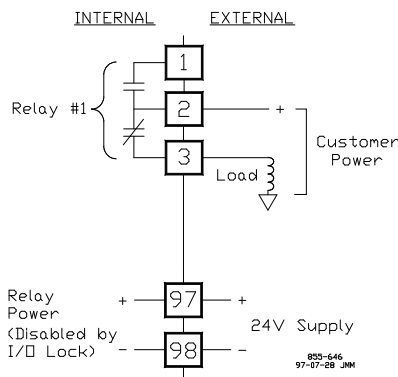 INTERNAL EXTERNAL
1
Relay #1
2 +
Customer
Power
3
Load
Relay
Power
(Disabled by
I/O Lock)
+ 97 +
24V Supply
- 98 -
855-646
97-07-28 JMM